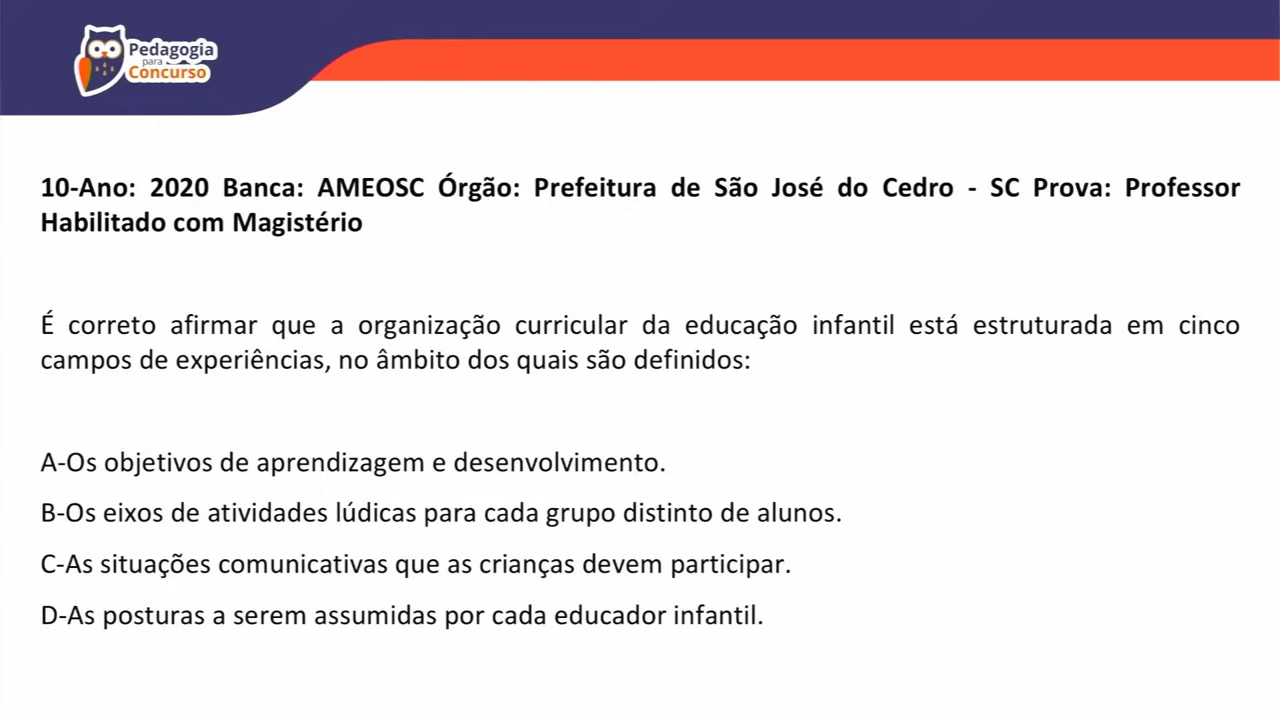 Pedagogia
para
Concurso
10-Ano: 2020 Banca: AMEOSC Órgão: Prefeitura de São José do Cedro - SC Prova: Professor
Habilitado com Magistério
É correto afirmar que a organização curricular da educação infantil está estruturada em cinco
campos de experiências, no âmbito dos quais são definidos:
A-Os objetivos de aprendizagem e desenvolvimento.
B-Os eixos de atividades lúdicas para cada grupo distinto de alunos.
C-As situações comunicativas que as crianças devem participar.
D-As posturas a serem assumidas por cada educador infantil.